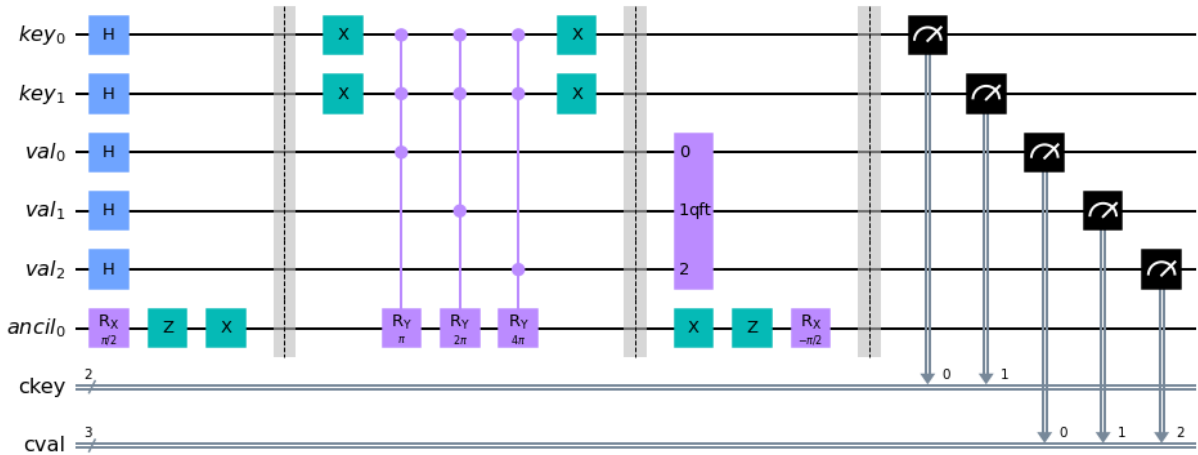 key0 H X X
key1 H X X
val0 H 0
val1 H 1qft
val2 H 2
ancil0 RX π/2 Z X RY π RY 2π RY 4π X Z RX −π/2
ckey 2 0 1
cval 3 0 1 2